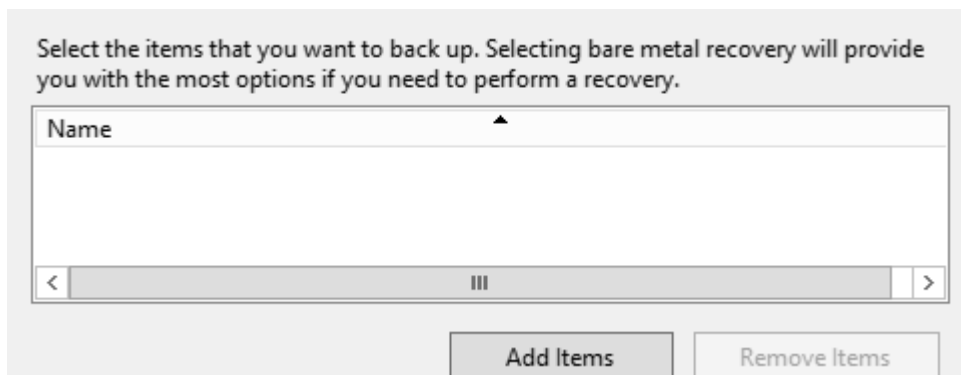 Select the items that you want to back up. Selecting bare metal recovery will provide
you with the most options if you need to perform a recovery.
Name
Add Items
Remove Items